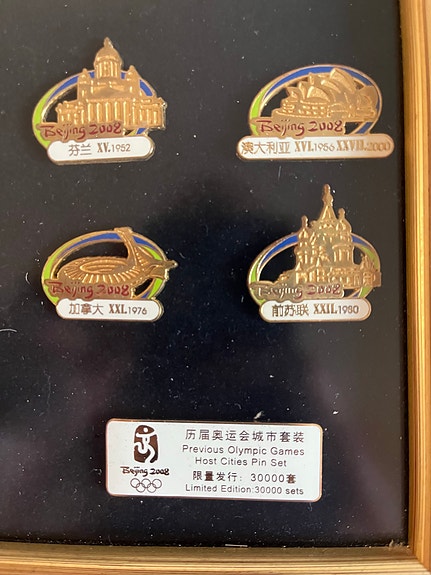 Beijing 2008
芬兰 XV.1952
Beijing 2008
澳大利亚 XVI.1956 XXVII.2000
Beijing 2008
加拿大 XXI.1976
Beijing 2008
前苏联 XXII.1980
历届奥运会城市套装
Previous Olympic Games
Host Cities Pin Set
限量发行：30000套
Limited Edition:30000 sets
Beijing 2008